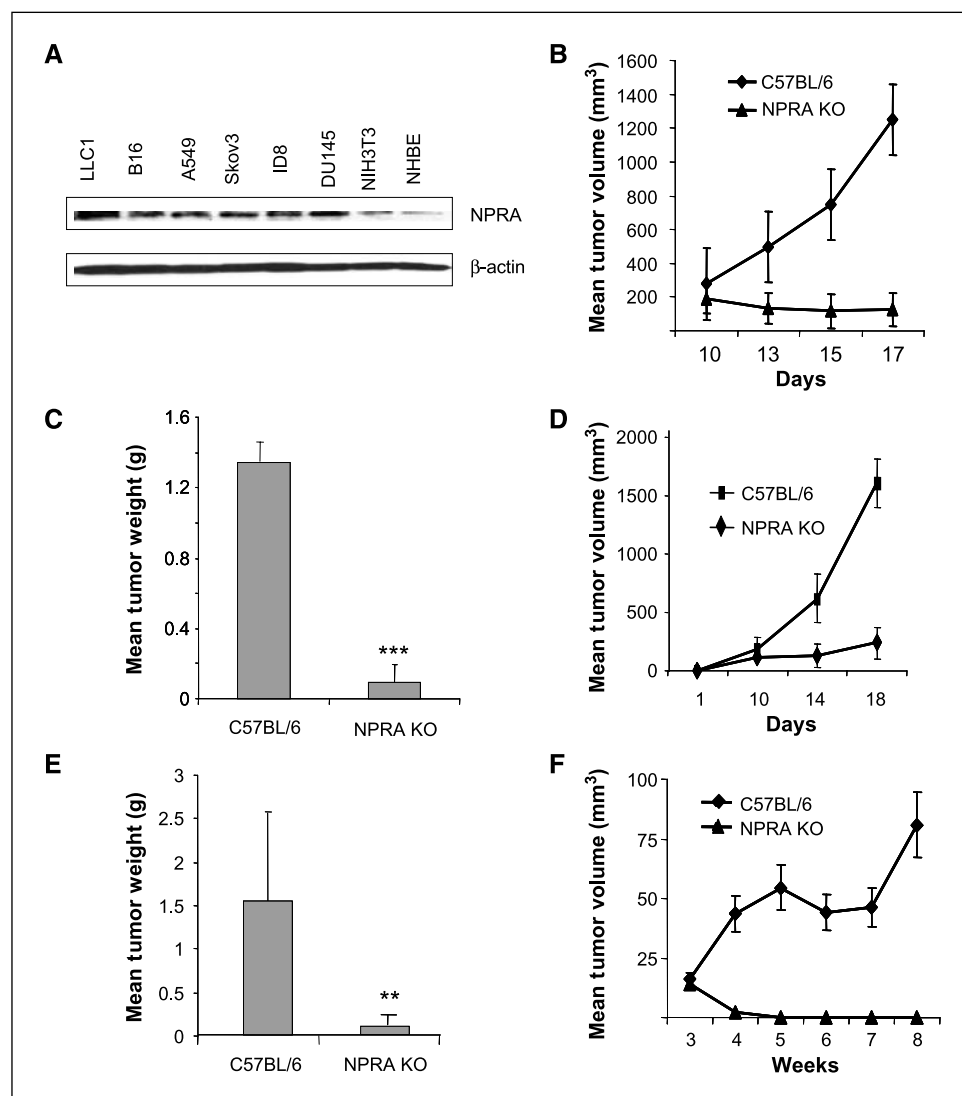 A
LLC1
B16
A549
Skov3
ID8
DU145
NIH3T3
NHBE
NPRA
β-actin
B
Mean tumor volume (mm³)
1600
1400
1200
1000
800
600
400
200
C57BL/6
NPRA KO
10 13 15 17
Days
C
Mean tumor weight (g)
1.6
1.2
0.8
0.4
0
***
C57BL/6 NPRA KO
D
Mean tumor volume (mm³)
2000
1500
1000
500
0
C57BL/6
NPRA KO
1 10 14 18
Days
E
Mean tumor weight (g)
3
2.5
2
1.5
1
0.5
0
**
C57BL/6 NPRA KO
F
Mean tumor volume (mm³)
100
75
50
25
C57BL/6
NPRA KO
3 4 5 6 7 8
Weeks